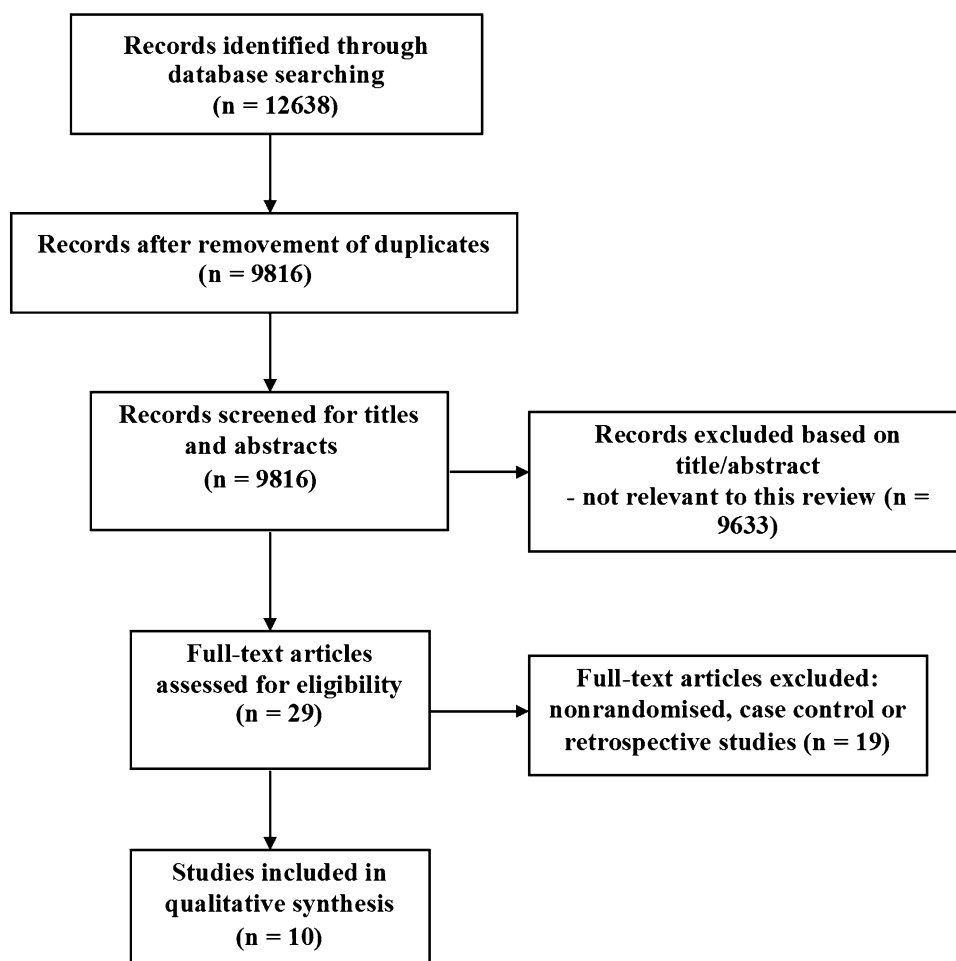 Records identified through
database searching
(n = 12638)
Records after removement of duplicates
(n = 9816)
Records screened for titles
and abstracts
(n = 9816)
Records excluded based on
title/abstract
- not relevant to this review (n =
9633)
Full-text articles
assessed for eligibility
(n = 29)
Full-text articles excluded:
nonrandomised, case control or
retrospective studies (n = 19)
Studies included in
qualitative synthesis
(n = 10)